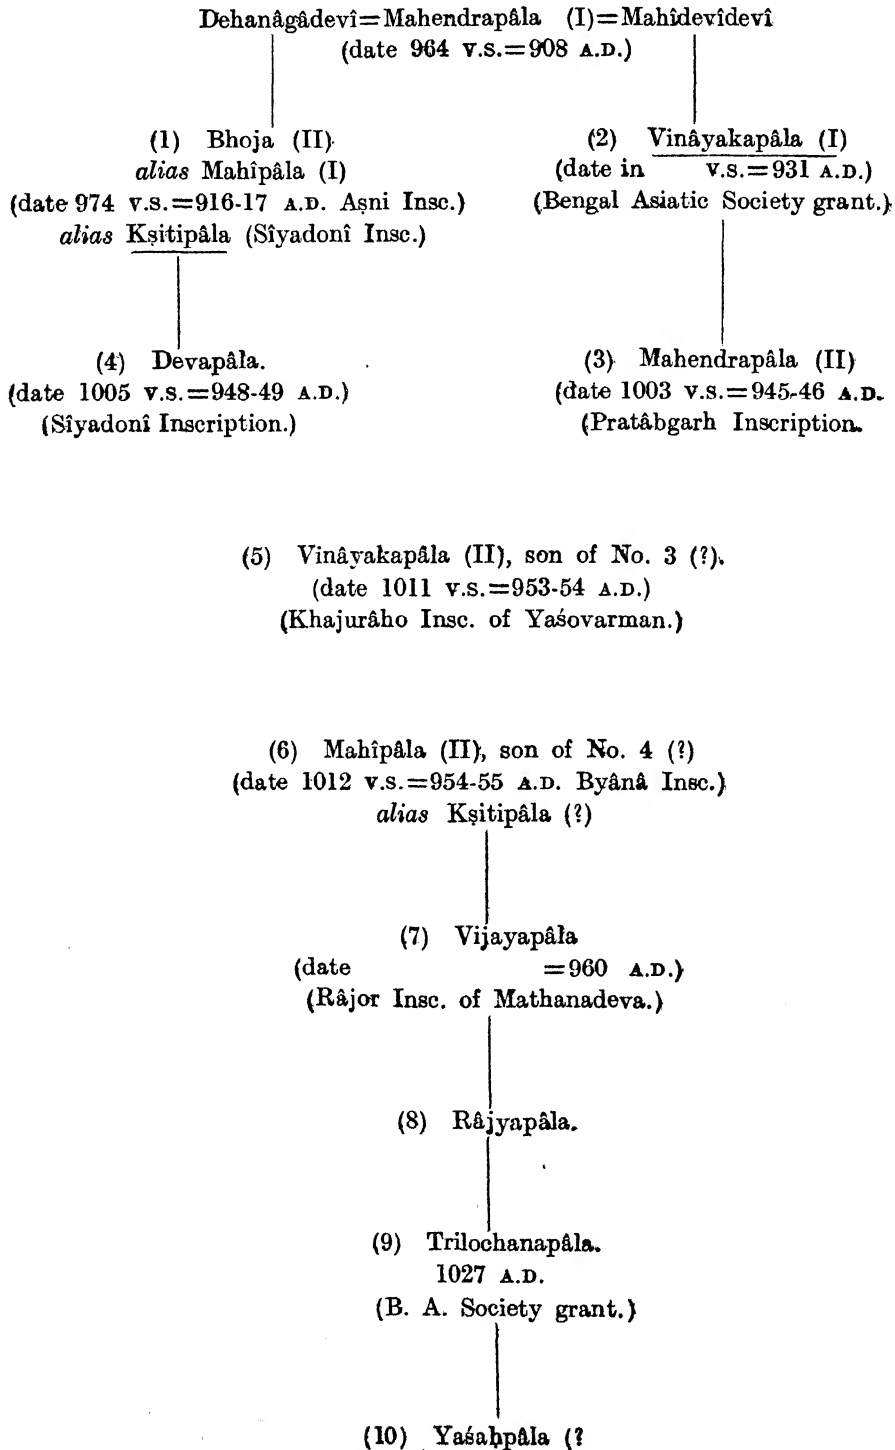 Dehanâgâdevî=Mahendrapâla (I)=Mahîdevîdevî
(date 964 V.S.=908 A.D.)
(1) Bhoja (II)
alias Mahîpâla (I)
(date 974 V.S.=916-17 A.D. Aṣni Insc.)
alias Kṣitipâla (Sîyadonî Insc.)
(2) Vinâyakapâla (I)
(date in V.S.=931 A.D.)
(Bengal Asiatic Society grant.)
(4) Devapâla.
(date 1005 V.S.=948-49 A.D.)
(Sîyadonî Inscription.)
(3) Mahendrapâla (II)
(date 1003 V.S.=945-46 A.D.
(Pratâbgarh Inscription.
(5) Vinâyakapâla (II), son of No. 3 (?).
(date 1011 V.S.=953-54 A.D.)
(Khajurâho Insc. of Yaśovarman.)
(6) Mahîpâla (II), son of No. 4 (?)
(date 1012 V.S.=954-55 A.D. Byânâ Insc.)
alias Kṣitipâla (?)
(7) Vijayapâla
(date =960 A.D.)
(Râjor Insc. of Mathanadeva.)
(8) Râjyapâla.
(9) Trilochanapâla.
1027 A.D.
(B. A. Society grant.)
(10) Yaśaḥpâla (?